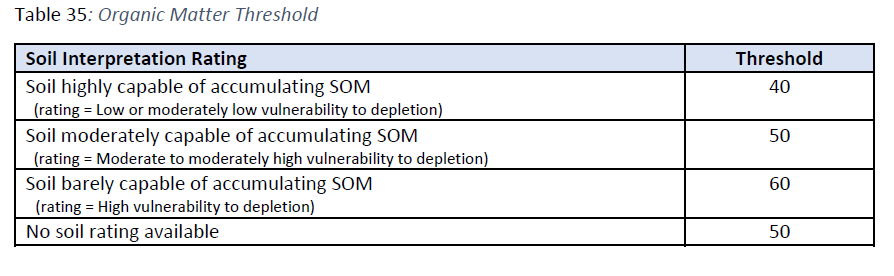 Table 35: Organic Matter Threshold
Soil Interpretation Rating Threshold
Soil highly capable of accumulating SOM 40
(rating = Low or moderately low vulnerability to depletion)
Soil moderately capable of accumulating SOM 50
(rating = Moderate to moderately high vulnerability to depletion)
Soil barely capable of accumulating SOM 60
(rating = High vulnerability to depletion)
No soil rating available 50